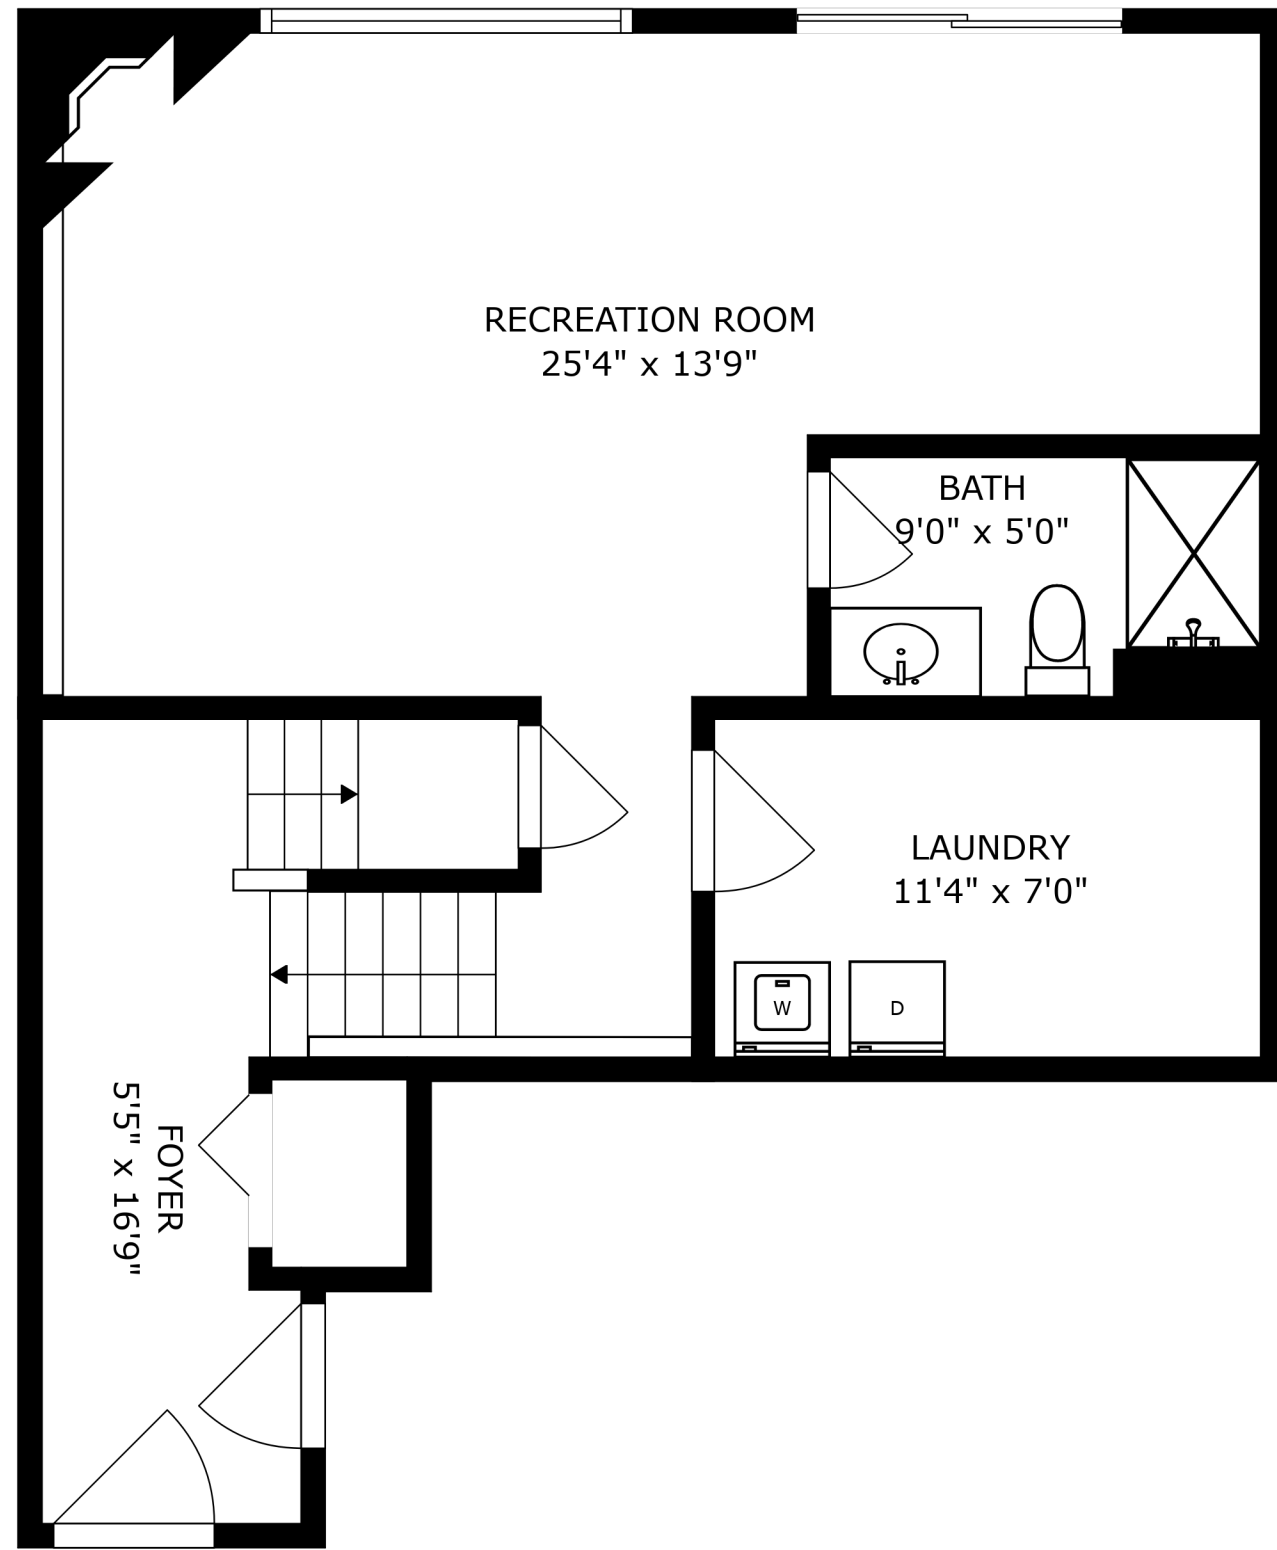 RECREATION ROOM
25'4" x 13'9"
BATH
9'0" x 5'0"
LAUNDRY
11'4" x 7'0"
W
D
FOYER
5'5" x 16'9"